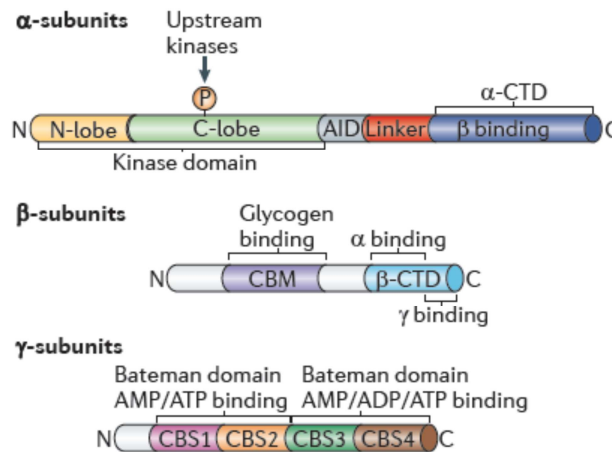 α-subunits
Upstream
kinases
P
α-CTD
N N-lobe C-lobe AID Linker β binding C
Kinase domain
β-subunits
Glycogen
binding
α binding
N CBM β-CTD C
γ binding
γ-subunits
Bateman domain Bateman domain
AMP/ATP binding AMP/ADP/ATP binding
N CBS1 CBS2 CBS3 CBS4 C